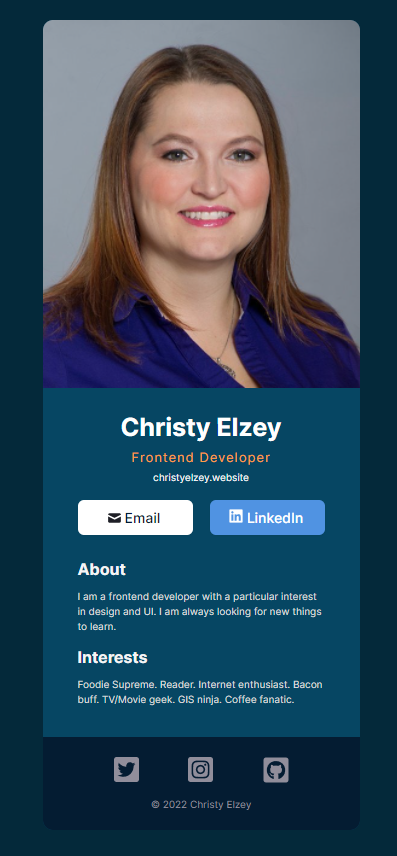 Christy Elzey
Frontend Developer
christyelzey.website
Email LinkedIn
About
I am a frontend developer with a particular interest
in design and UI. I am always looking for new things
to learn.
Interests
Foodie Supreme. Reader. Internet enthusiast. Bacon
buff. TV/Movie geek. GIS ninja. Coffee fanatic.
© 2022 Christy Elzey